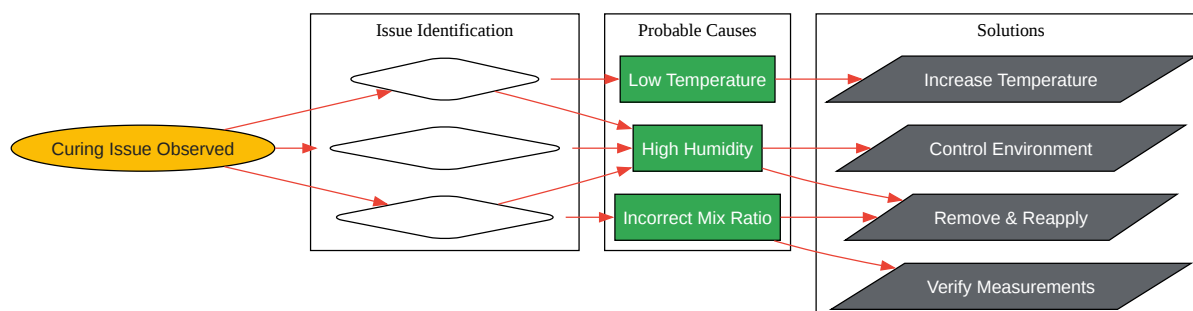 Issue Identification
Probable Causes
Solutions
Curing Issue Observed
Low Temperature
High Humidity
Incorrect Mix Ratio
Increase Temperature
Control Environment
Remove & Reapply
Verify Measurements